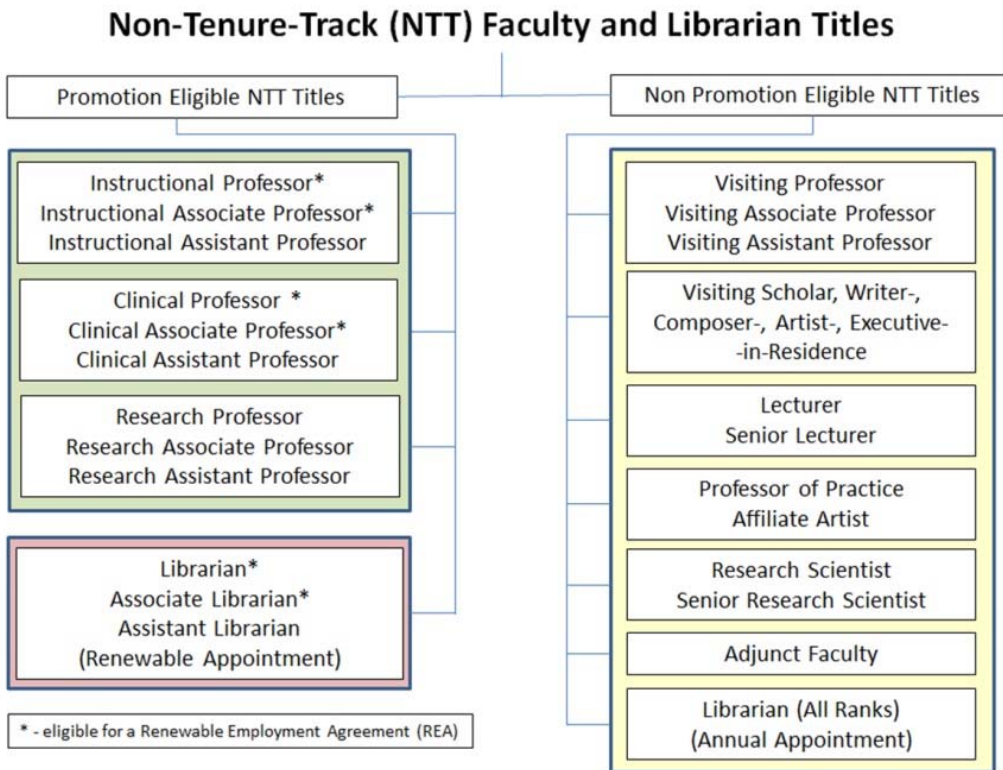 Non-Tenure-Track (NTT) Faculty and Librarian Titles
Promotion Eligible NTT Titles
Instructional Professor*
Instructional Associate Professor*
Instructional Assistant Professor
Clinical Professor *
Clinical Associate Professor*
Clinical Assistant Professor
Research Professor
Research Associate Professor
Research Assistant Professor
Librarian*
Associate Librarian*
Assistant Librarian
(Renewable Appointment)
* - eligible for a Renewable Employment Agreement (REA)
Non Promotion Eligible NTT Titles
Visiting Professor
Visiting Associate Professor
Visiting Assistant Professor
Visiting Scholar, Writer-,
Composer-, Artist-, Executive-
-in-Residence
Lecturer
Senior Lecturer
Professor of Practice
Affiliate Artist
Research Scientist
Senior Research Scientist
Adjunct Faculty
Librarian (All Ranks)
(Annual Appointment)